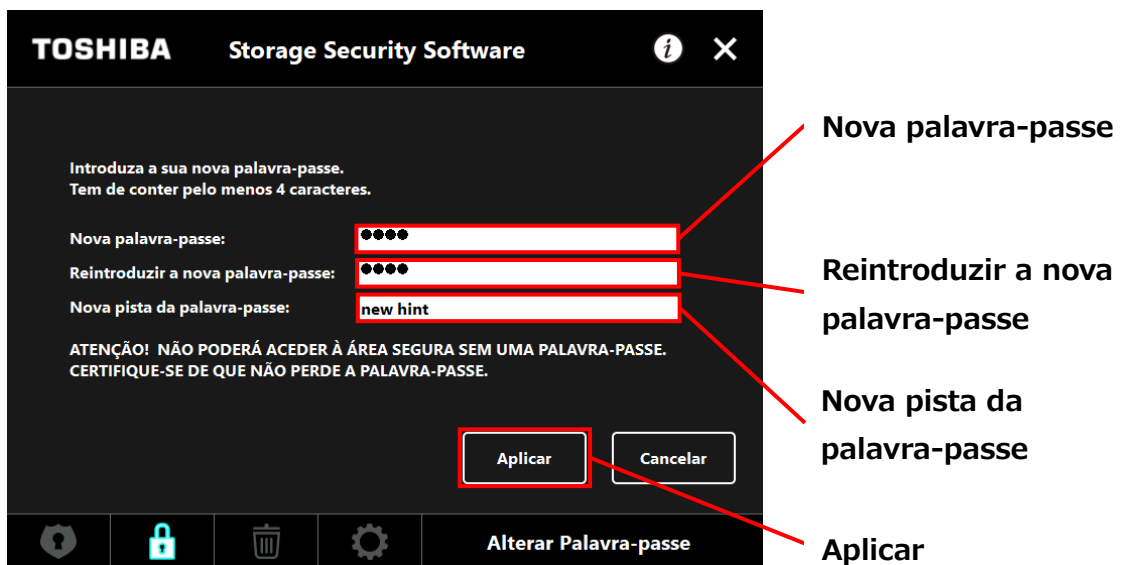 TOSHIBA Storage Security Software
Introduza a sua nova palavra-passe.
Tem de conter pelo menos 4 caracteres.
Nova palavra-passe: ●●●●
Reintroduzir a nova palavra-passe: ●●●●
Nova pista da palavra-passe: new hint
ATENÇÃO! NÃO PODERÁ ACEDER À ÁREA SEGURA SEM UMA PALAVRA-PASSE.
CERTIFIQUE-SE DE QUE NÃO PERDE A PALAVRA-PASSE.
Aplicar Cancelar
Alterar Palavra-passe
Nova palavra-passe
Reintroduzir a nova
palavra-passe
Nova pista da
palavra-passe
Aplicar